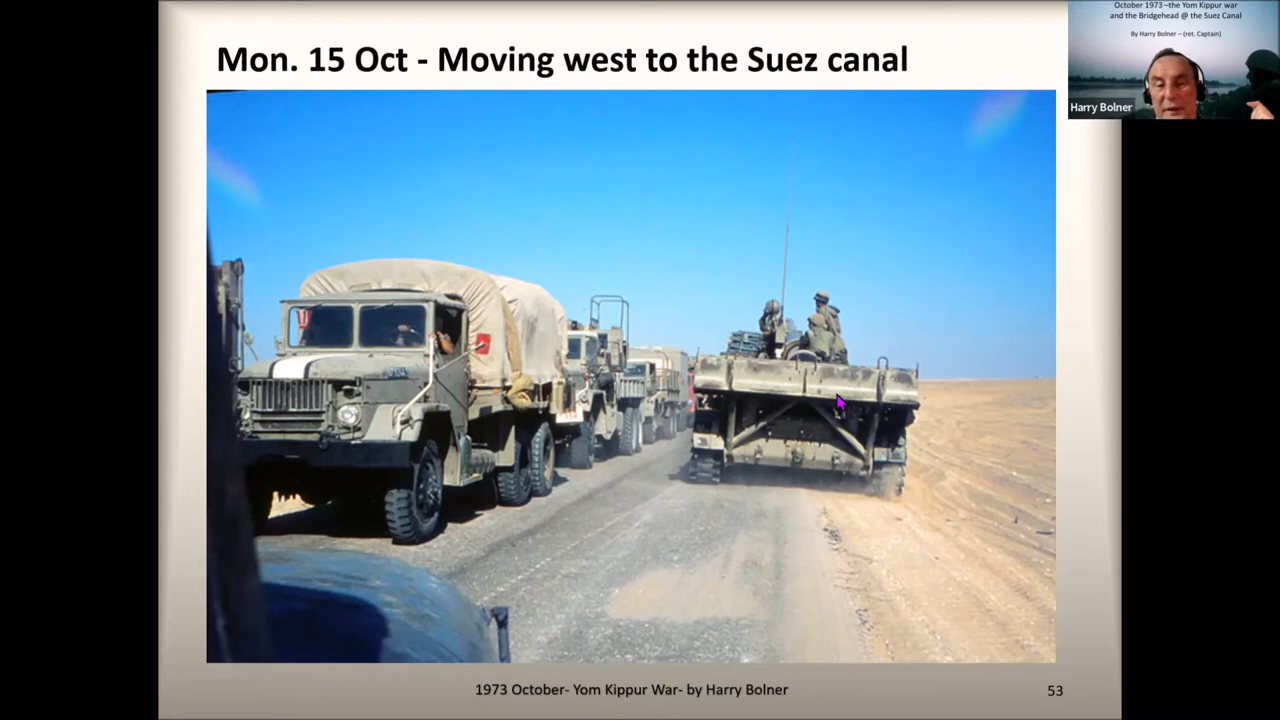 Mon. 15 Oct - Moving west to the Suez canal
October 1973 –the Yom Kippur war
and the Bridgehead @ the Suez Canal
By Harry Bolner – (ret. Captain)
Harry Bolner
1973 October- Yom Kippur War- by Harry Bolner
53